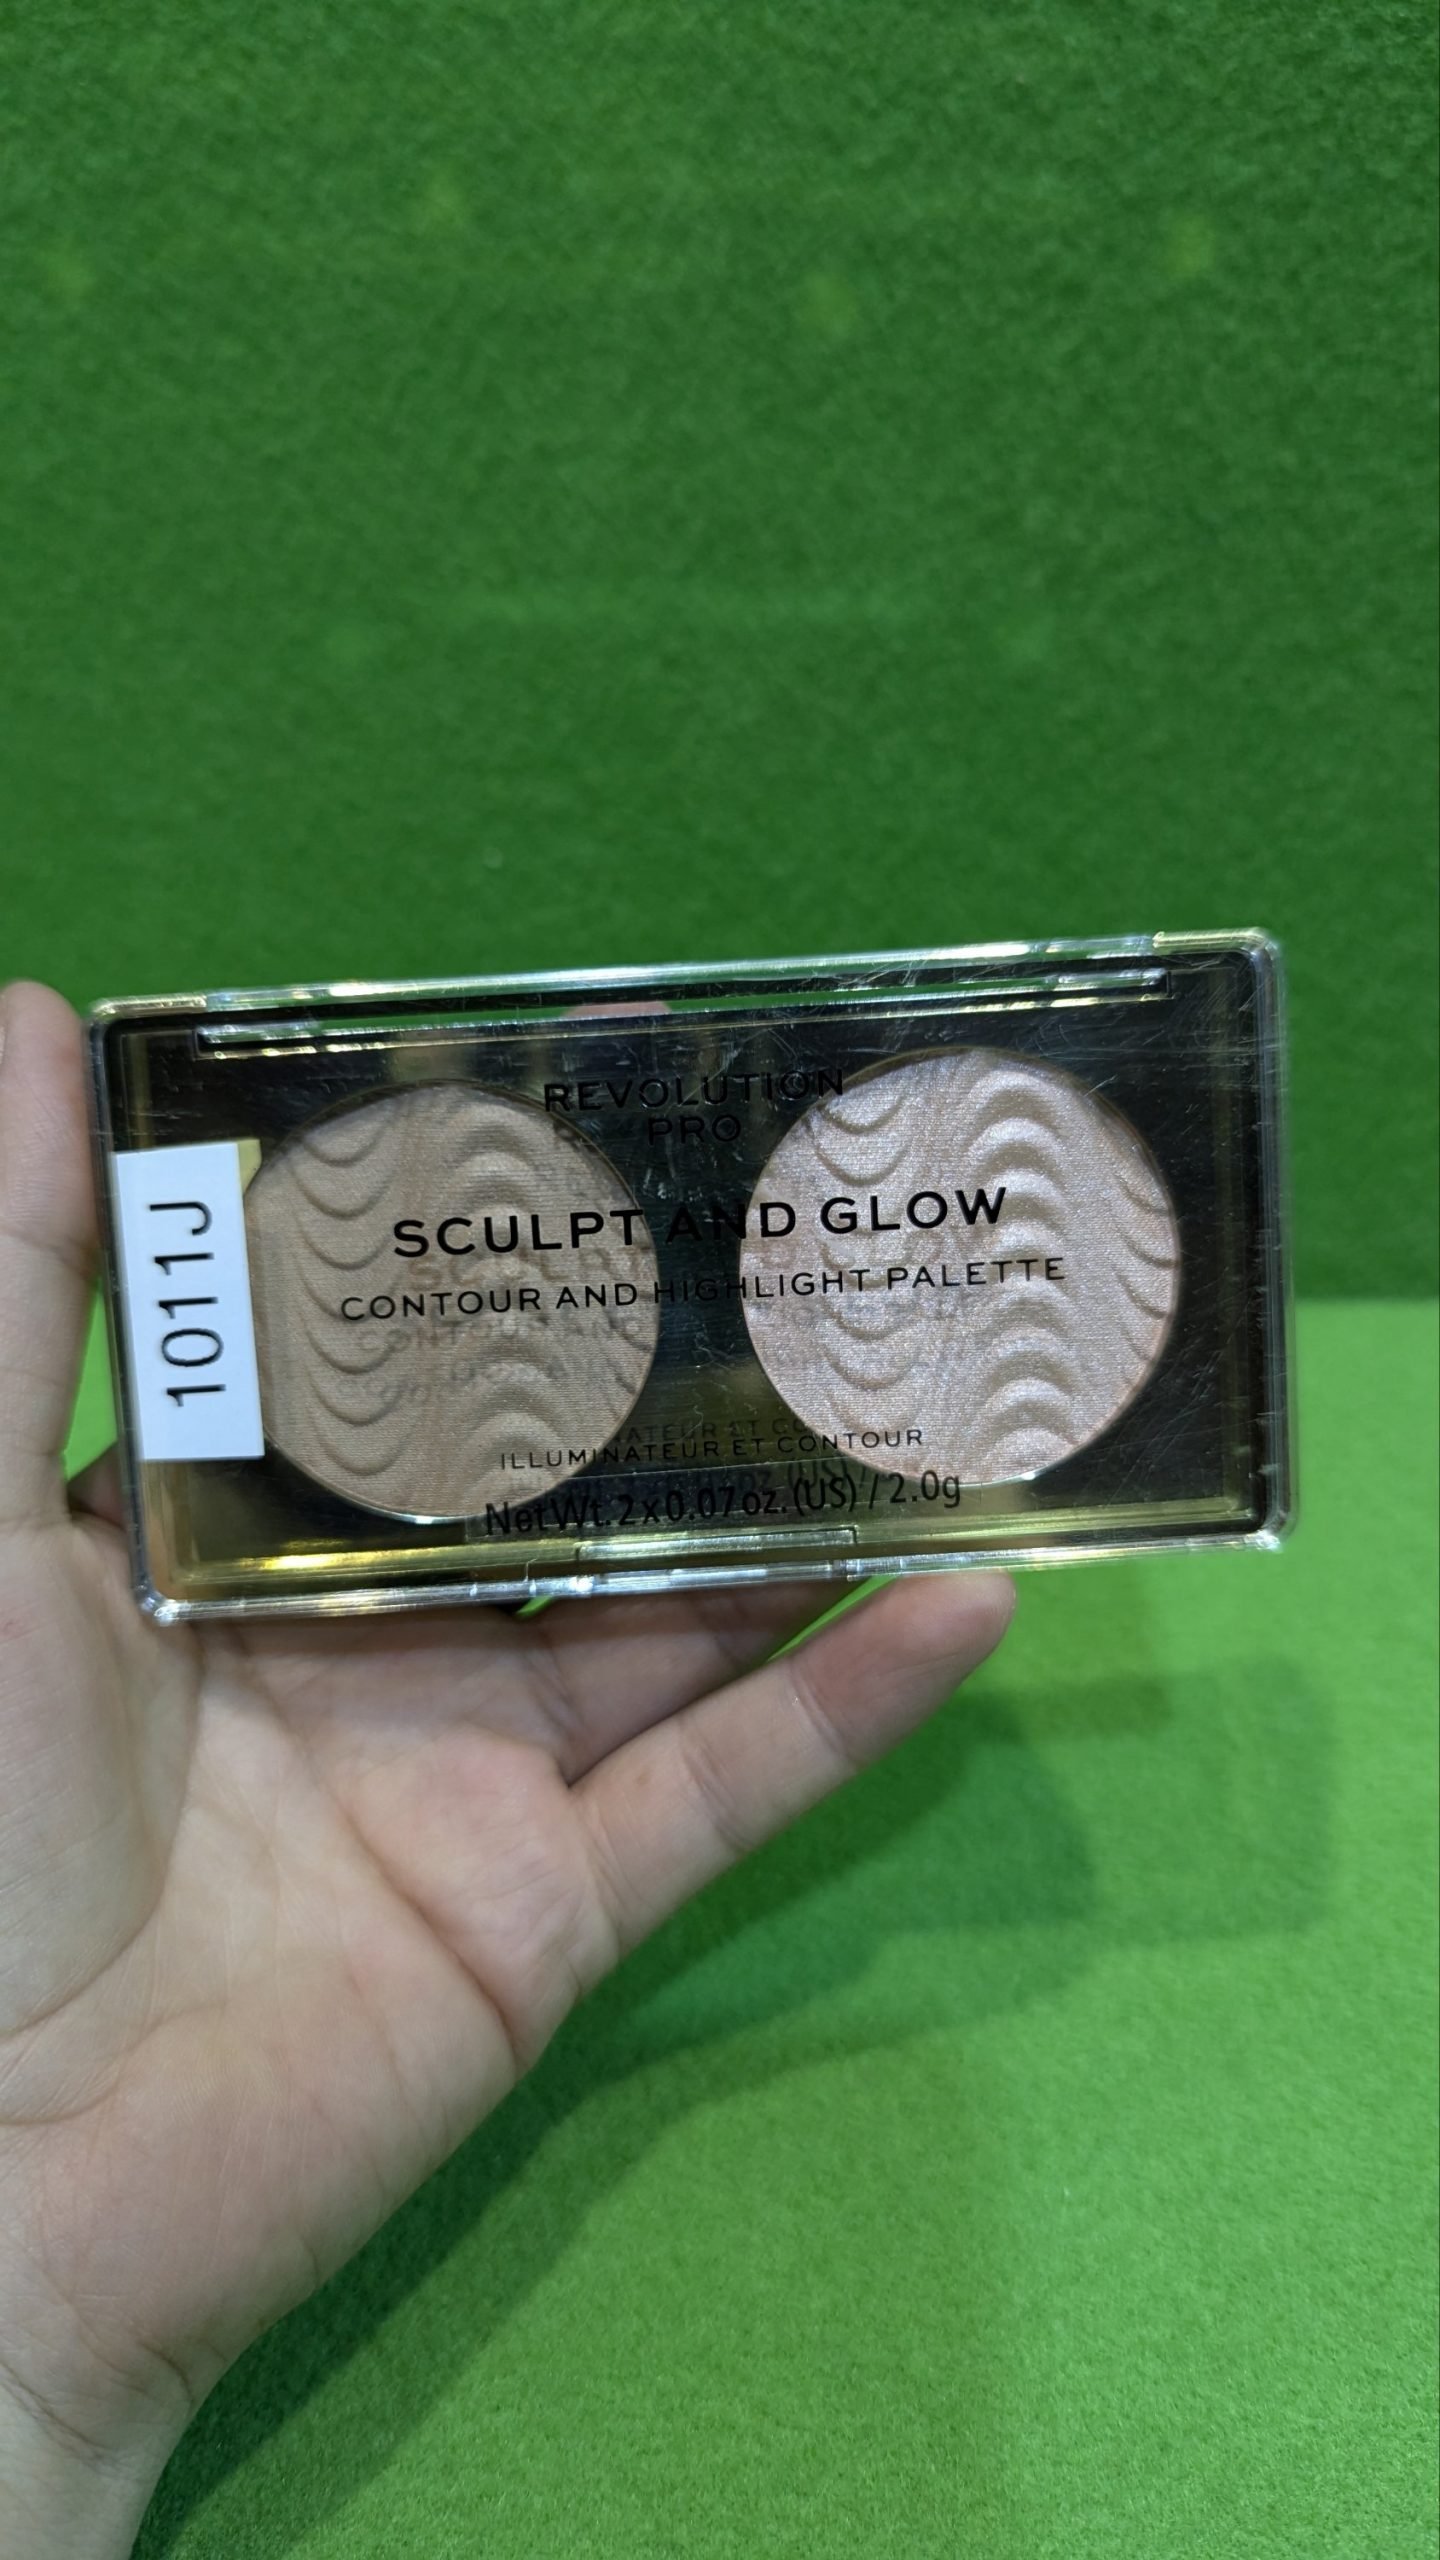 REVOLUTION
PRO
SCULPT AND GLOW
CONTOUR AND HIGHLIGHT PALETTE
ILLUMINATEUR ET CONTOUR
Net Wt. 2 x 0.07 oz. (US) / 2.0g
1011J